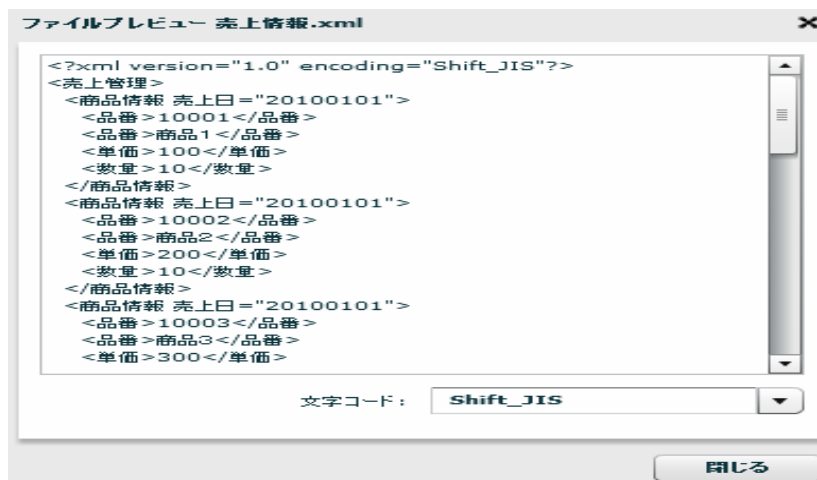 ファイルプレビュー 売上情報.xml
<?xml version="1.0" encoding="Shift_JIS"?>
<売上管理>
<商品情報 売上日="20100101">
<品番>10001</品番>
<品番>商品1</品番>
<単価>100</単価>
<数量>10</数量>
</商品情報>
<商品情報 売上日="20100101">
<品番>10002</品番>
<品番>商品2</品番>
<単価>200</単価>
<数量>10</数量>
</商品情報>
<商品情報 売上日="20100101">
<品番>10003</品番>
<品番>商品3</品番>
<単価>300</単価>
文字コード： Shift_JIS
閉じる